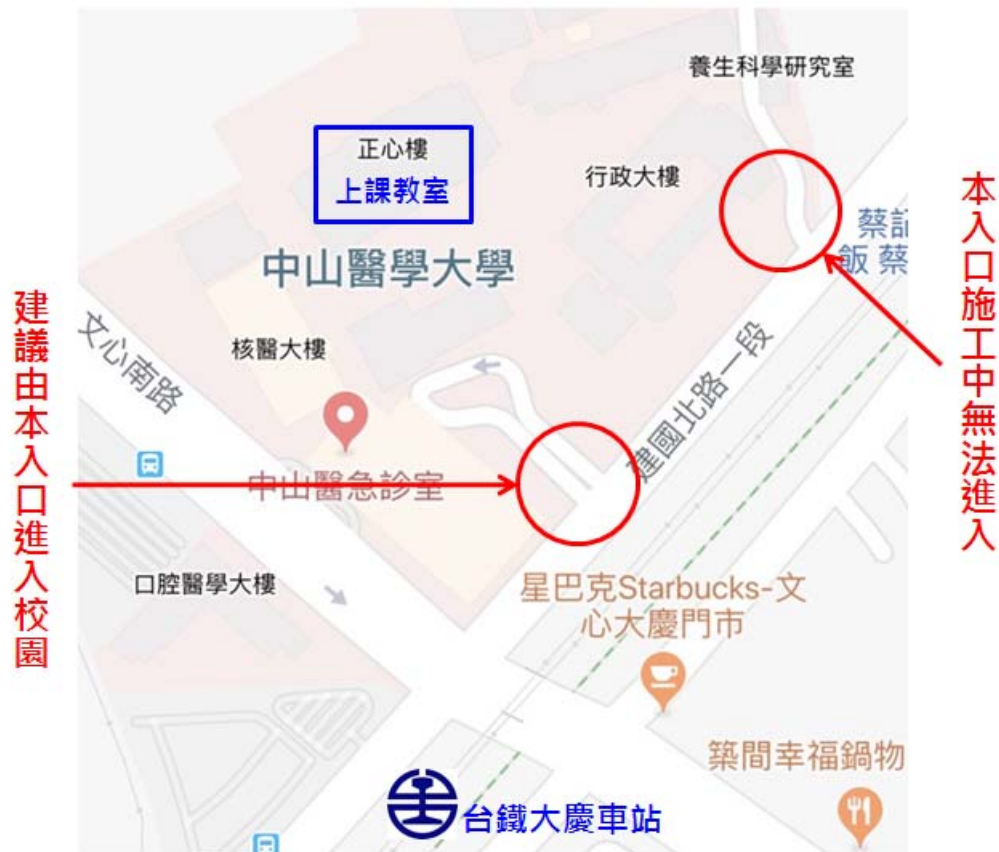 養生科學研究室
正心樓
上課教室
行政大樓
蔡記
飯 蔡
本入口施工中無法進入
中山醫學大學
建議由本入口進入校園
文心南路
核醫大樓
建國北路一段
中山醫急診室
口腔醫學大樓
星巴克Starbucks-文
心大慶門市
築間幸福鍋物
台鐵大慶車站